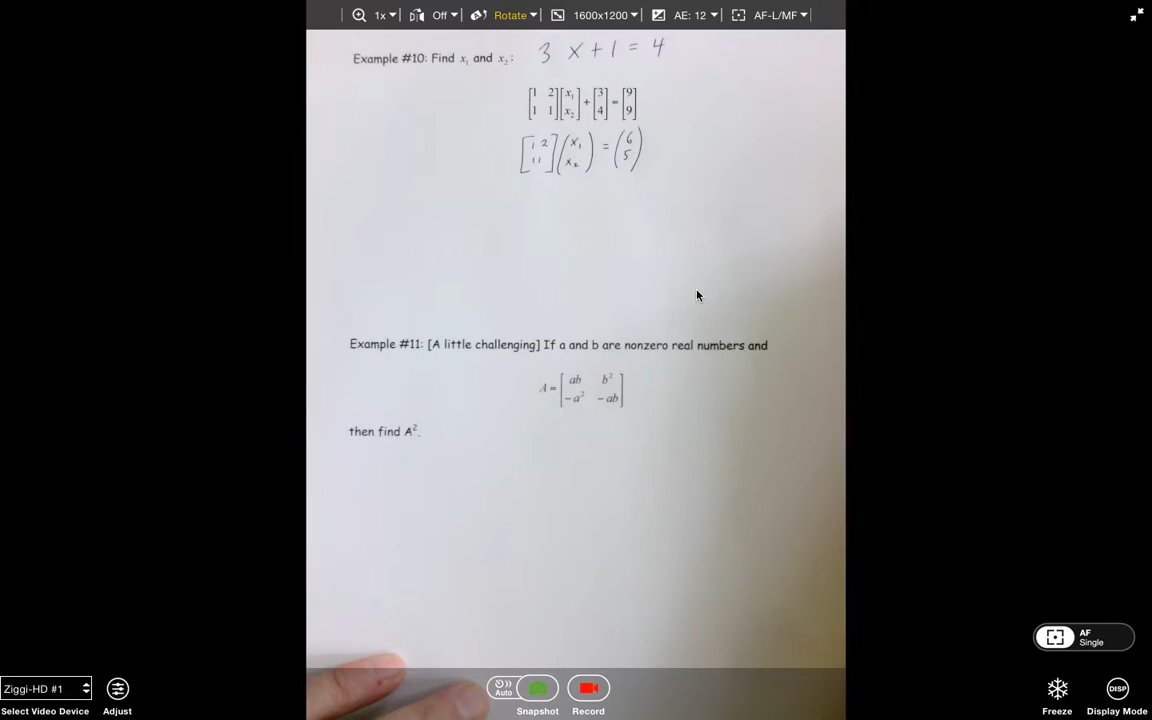 1x Off Rotate 1600x1200 AE: 12 AF-L/MF
Example #10: Find x₁ and x₂: 3 x + 1 = 4
[1 2; 1 1] [x₁; x₂] + [3; 4] = [9; 9]
[1 2; 1 1] (x₁; x₂) = (6; 5)
Example #11: [A little challenging] If a and b are nonzero real numbers and
A = [ab b²; -a² -ab]
then find A².
AF
Single
Ziggi-HD #1
Auto
Select Video Device Adjust Snapshot Record Freeze Display Mode
DISP